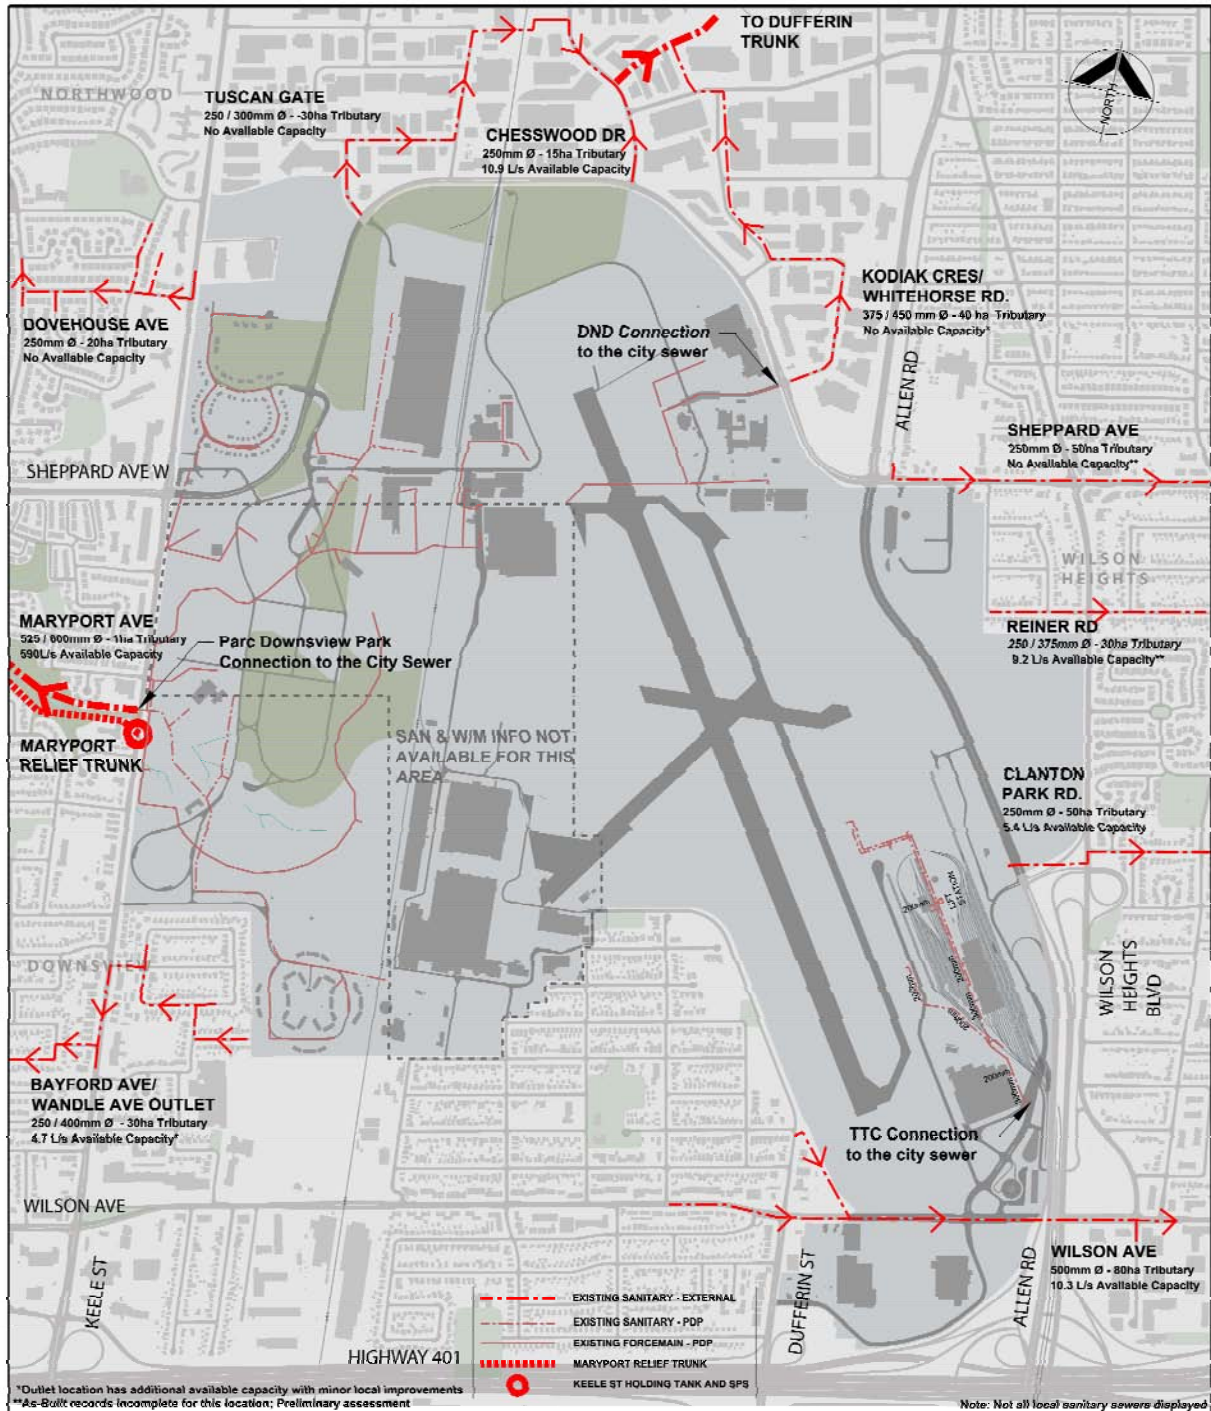 TO DUFFERIN
TRUNK
NORTH
NORTHWOOD
TUSCAN GATE
250 / 300mm Ø - -30ha Tributary
No Available Capacity
CHESSWOOD DR
250mm Ø - 15ha Tributary
10.9 L/s Available Capacity
KODIAK CRES/
WHITEHORSE RD.
375 / 450 mm Ø - 40 ha Tributary
No Available Capacity*
DOVEHOUSE AVE
250mm Ø - 20ha Tributary
No Available Capacity
DND Connection
to the city sewer
ALLEN RD
SHEPPARD AVE
250mm Ø - 50ha Tributary
No Available Capacity**
SHEPPARD AVE W
WILSON
HEIGHTS
MARYPORT AVE
525 / 600mm Ø - 1ha Tributary
590L/s Available Capacity
Parc Downsview Park
Connection to the City Sewer
REINER RD
250 / 375mm Ø - 30ha Tributary
9.2 L/s Available Capacity**
MARYPORT
RELIEF TRUNK
SAN & W/M INFO NOT
AVAILABLE FOR THIS
AREA
CLANTON
PARK RD.
250mm Ø - 50ha Tributary
5.4 L/s Available Capacity
LIFT
STATION
200mm
200mm
200mm
DOWNSVIEW
WILSON
HEIGHTS
BLVD
BAYFORD AVE/
WANDLE AVE OUTLET
250 / 400mm Ø - 30ha Tributary
4.7 L/s Available Capacity*
200mm
TTC Connection
to the city sewer
WILSON AVE
WILSON AVE
500mm Ø - 80ha Tributary
10.3 L/s Available Capacity
KEELE ST
DUFFERIN ST
ALLEN RD
HIGHWAY 401
EXISTING SANITARY - EXTERNAL
EXISTING SANITARY - PDP
EXISTING FORCEMAIN - PDP
MARYPORT RELIEF TRUNK
KEELE ST HOLDING TANK AND SPS
*Outlet location has additional available capacity with minor local improvements
**As-Built records incomplete for this location; Preliminary assessment
Note: Not all local sanitary sewers displayed